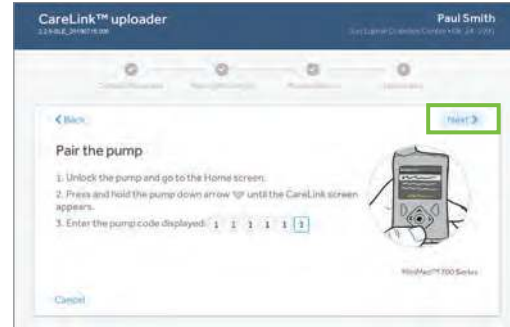 CareLink™ uploader
Paul Smith
Back
Next
Pair the pump
1. Unlock the pump and go to the Home screen.
2. Press and hold the pump down arrow until the CareLink screen
appears.
3. Enter the pump code displayed: 1 1 1 1 1 1
MiniMed™ 700 Series
Cancel